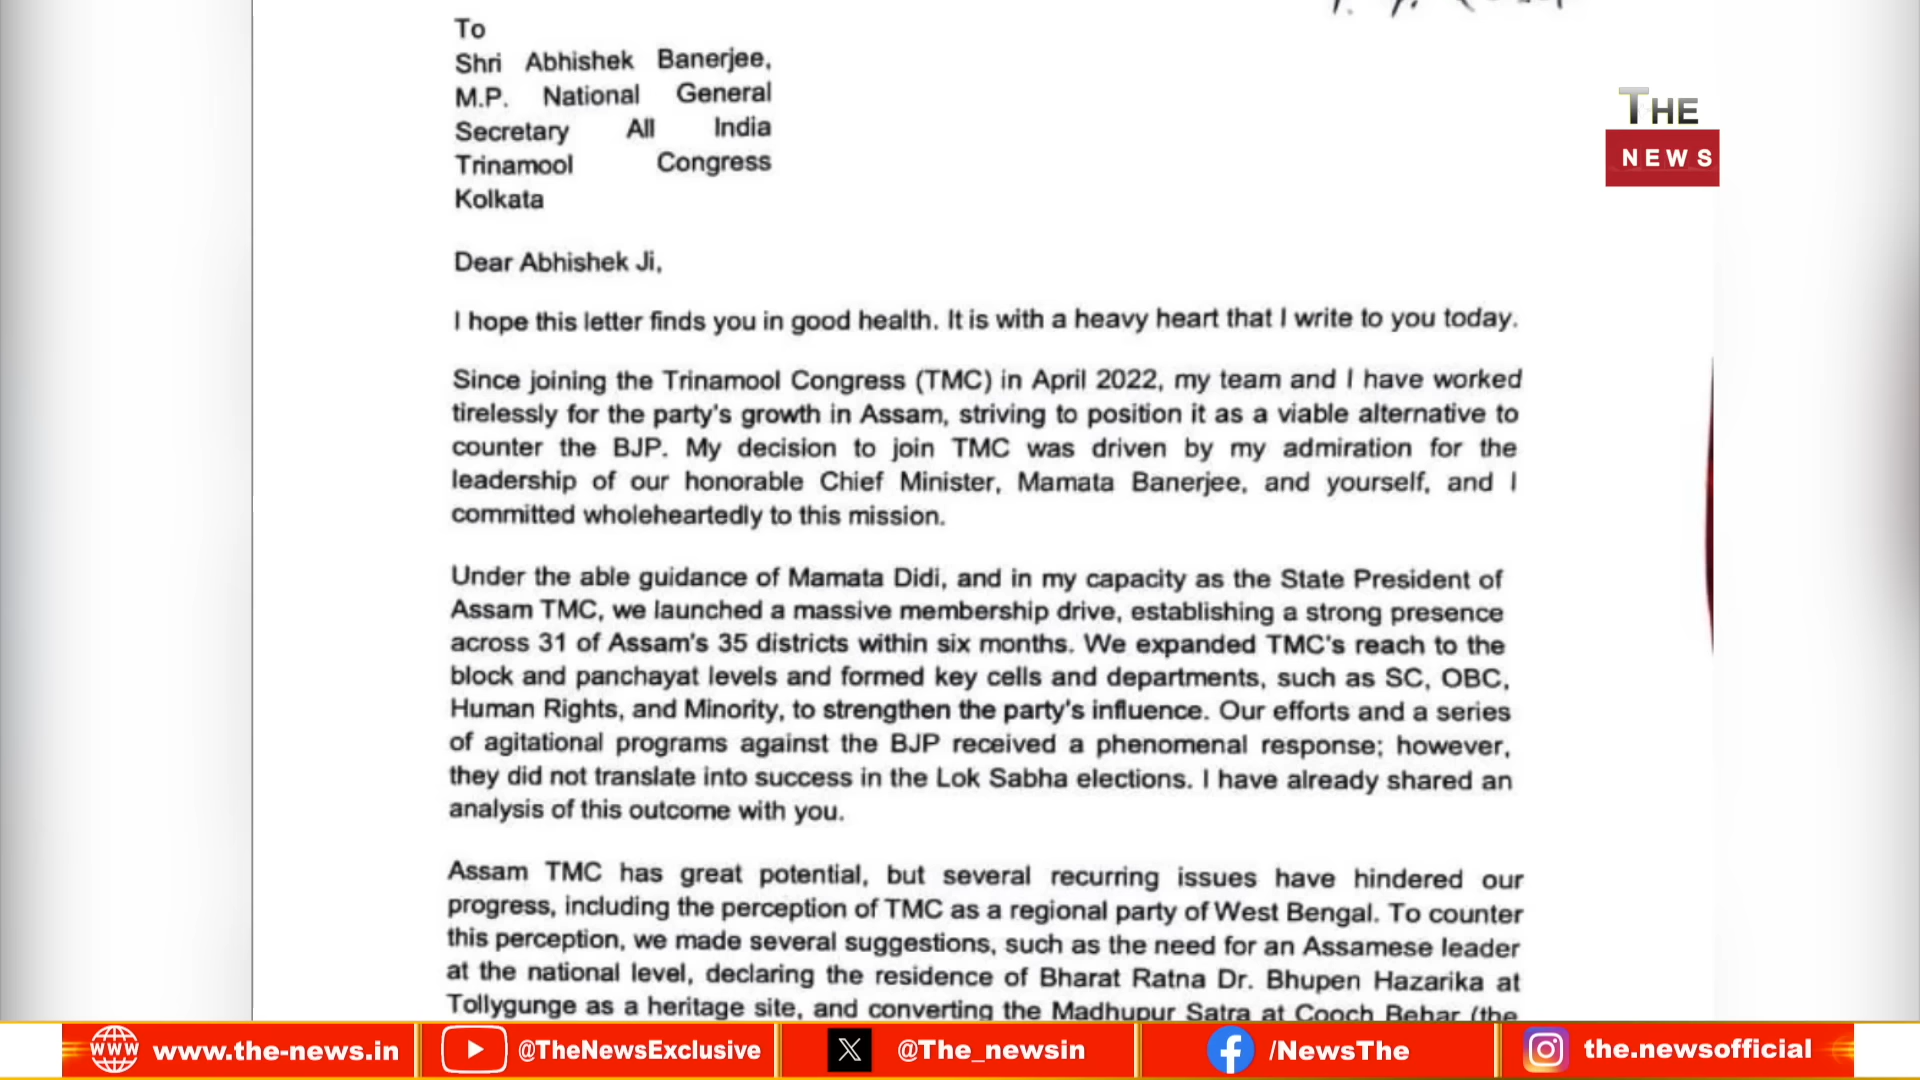 To
Shri Abhishek Banerjee,
M.P. National General
Secretary All India
Trinamool Congress
Kolkata
THE
NEWS
Dear Abhishek Ji,
I hope this letter finds you in good health. It is with a heavy heart that I write to you today.
Since joining the Trinamool Congress (TMC) in April 2022, my team and I have worked
tirelessly for the party's growth in Assam, striving to position it as a viable alternative to
counter the BJP. My decision to join TMC was driven by my admiration for the
leadership of our honorable Chief Minister, Mamata Banerjee, and yourself, and I
committed wholeheartedly to this mission.
Under the able guidance of Mamata Didi, and in my capacity as the State President of
Assam TMC, we launched a massive membership drive, establishing a strong presence
across 31 of Assam's 35 districts within six months. We expanded TMC's reach to the
block and panchayat levels and formed key cells and departments, such as SC, OBC,
Human Rights, and Minority, to strengthen the party's influence. Our efforts and a series
of agitational programs against the BJP received a phenomenal response; however,
they did not translate into success in the Lok Sabha elections. I have already shared an
analysis of this outcome with you.
Assam TMC has great potential, but several recurring issues have hindered our
progress, including the perception of TMC as a regional party of West Bengal. To counter
this perception, we made several suggestions, such as the need for an Assamese leader
at the national level, declaring the residence of Bharat Ratna Dr. Bhupen Hazarika at
Tollygunge as a heritage site, and converting the Madhupur Satra at Cooch Behar (the
www.the-news.in
@TheNewsExclusive
@The_newsin
/NewsThe
the.newsofficial